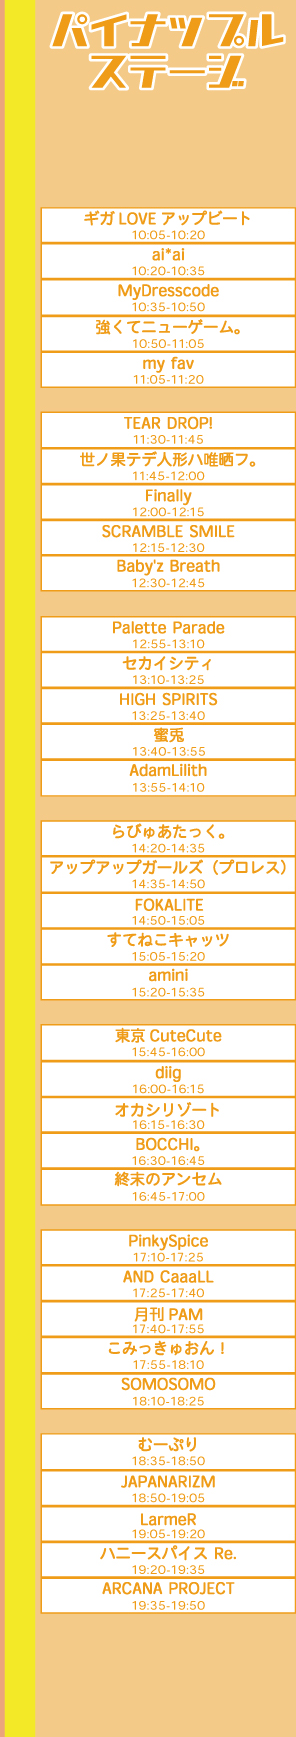 パイナップル
ステージ
ギガ LOVE アップビート
10:05-10:20
ai*ai
10:20-10:35
MyDresscode
10:35-10:50
強くてニューゲーム。
10:50-11:05
my fav
11:05-11:20
TEAR DROP!
11:30-11:45
世ノ果テデ人形ハ唯晒フ。
11:45-12:00
Finally
12:00-12:15
SCRAMBLE SMILE
12:15-12:30
Baby'z Breath
12:30-12:45
Palette Parade
12:55-13:10
セカイシティ
13:10-13:25
HIGH SPIRITS
13:25-13:40
蜜兎
13:40-13:55
AdamLilith
13:55-14:10
らびゅあたっく。
14:20-14:35
アップアップガールズ（プロレス）
14:35-14:50
FOKALITE
14:50-15:05
すてねこキャッツ
15:05-15:20
amini
15:20-15:35
東京 CuteCute
15:45-16:00
diig
16:00-16:15
オカシリゾート
16:15-16:30
BOCCHI。
16:30-16:45
終末のアンセム
16:45-17:00
PinkySpice
17:10-17:25
AND CaaaLL
17:25-17:40
月刊 PAM
17:40-17:55
こみっきゅおん！
17:55-18:10
SOMOSOMO
18:10-18:25
むーぷり
18:35-18:50
JAPANARIZM
18:50-19:05
LarmeR
19:05-19:20
ハニースパイス Re.
19:20-19:35
ARCANA PROJECT
19:35-19:50